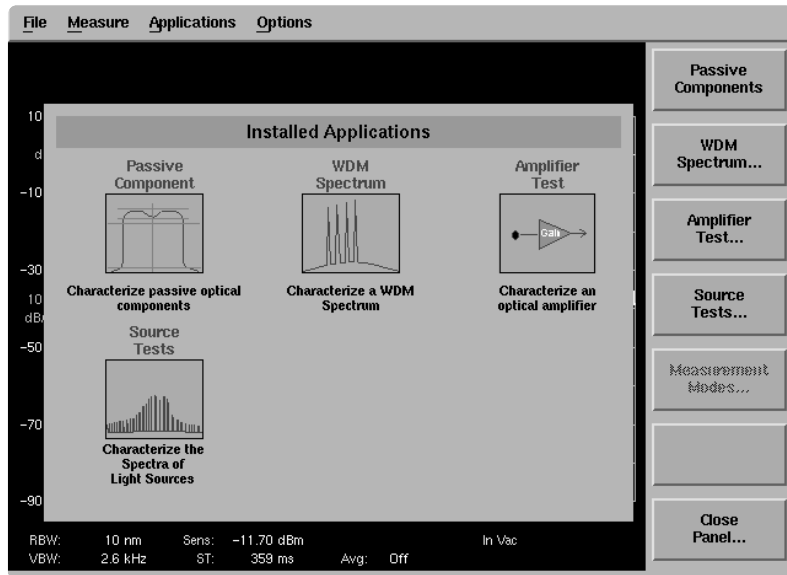 File Measure Applications Options
Passive
Components
WDM
Spectrum...
Amplifier
Test...
Source
Tests...
Measurement
Modes...
Close
Panel...
10
d
-10
-30
10
dB/
-50
-70
-90
Installed Applications
Passive
Component
Characterize passive optical
components
WDM
Spectrum
Characterize a WDM
Spectrum
Amplifier
Test
Gain
Characterize an
optical amplifier
Source
Tests
Characterize the
Spectra of
Light Sources
RBW: 10 nm Sens: -11.70 dBm In Vac
VBW: 2.6 kHz ST: 359 ms Avg: Off